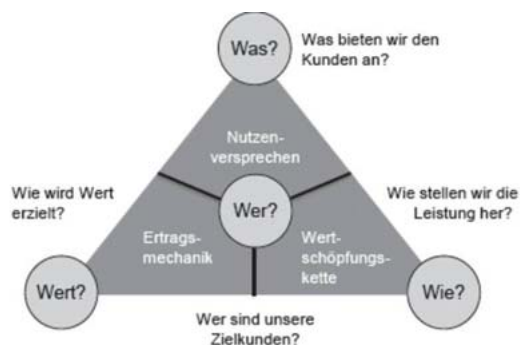 Was?
Was bieten wir den
Kunden an?
Nutzen-
versprechen
Wie wird Wert
erzielt?
Wer?
Wie stellen wir die
Leistung her?
Ertrags-
mechanik
Wert-
schöpfungs-
kette
Wert?
Wie?
Wer sind unsere
Zielkunden?